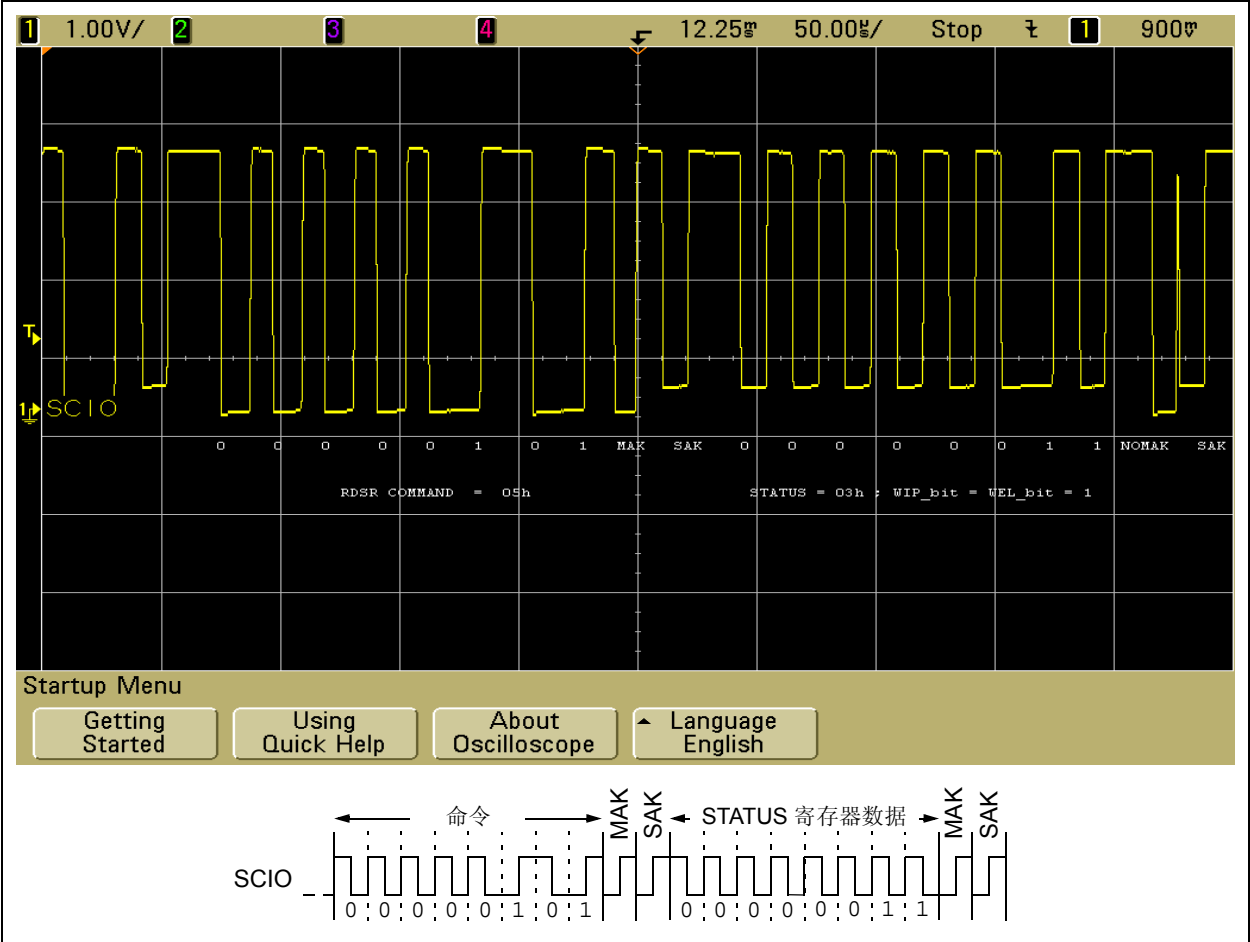 1 1.00V/ 2 3 4 12.25ms 50.00µs/ Stop 1 900mV
T
1 SCIO
0 0 0 0 0 1 0 1 MAK SAK 0 0 0 0 0 0 1 1 NOMAK SAK
RDSR COMMAND = 05h STATUS = 03h ; WIP_bit = WEL_bit = 1
Startup Menu
Getting Started
Using Quick Help
About Oscilloscope
Language English
命令 MAK SAK STATUS 寄存器数据 MAK SAK
SCIO
0 0 0 0 0 1 0 1 0 0 0 0 0 0 1 1